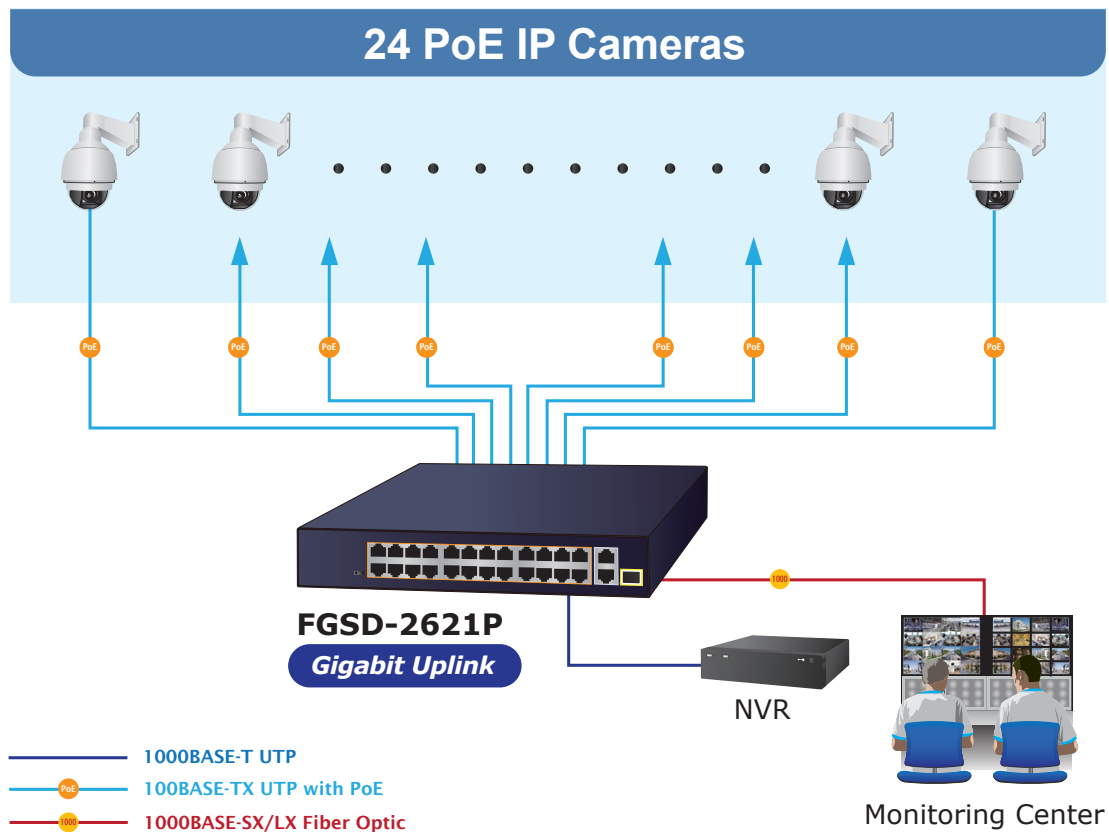 24 PoE IP Cameras
PoE
PoE
PoE
PoE
PoE
PoE
PoE
PoE
1000
FGSD-2621P
Gigabit Uplink
NVR
Monitoring Center
1000BASE-T UTP
PoE
100BASE-TX UTP with PoE
1000
1000BASE-SX/LX Fiber Optic